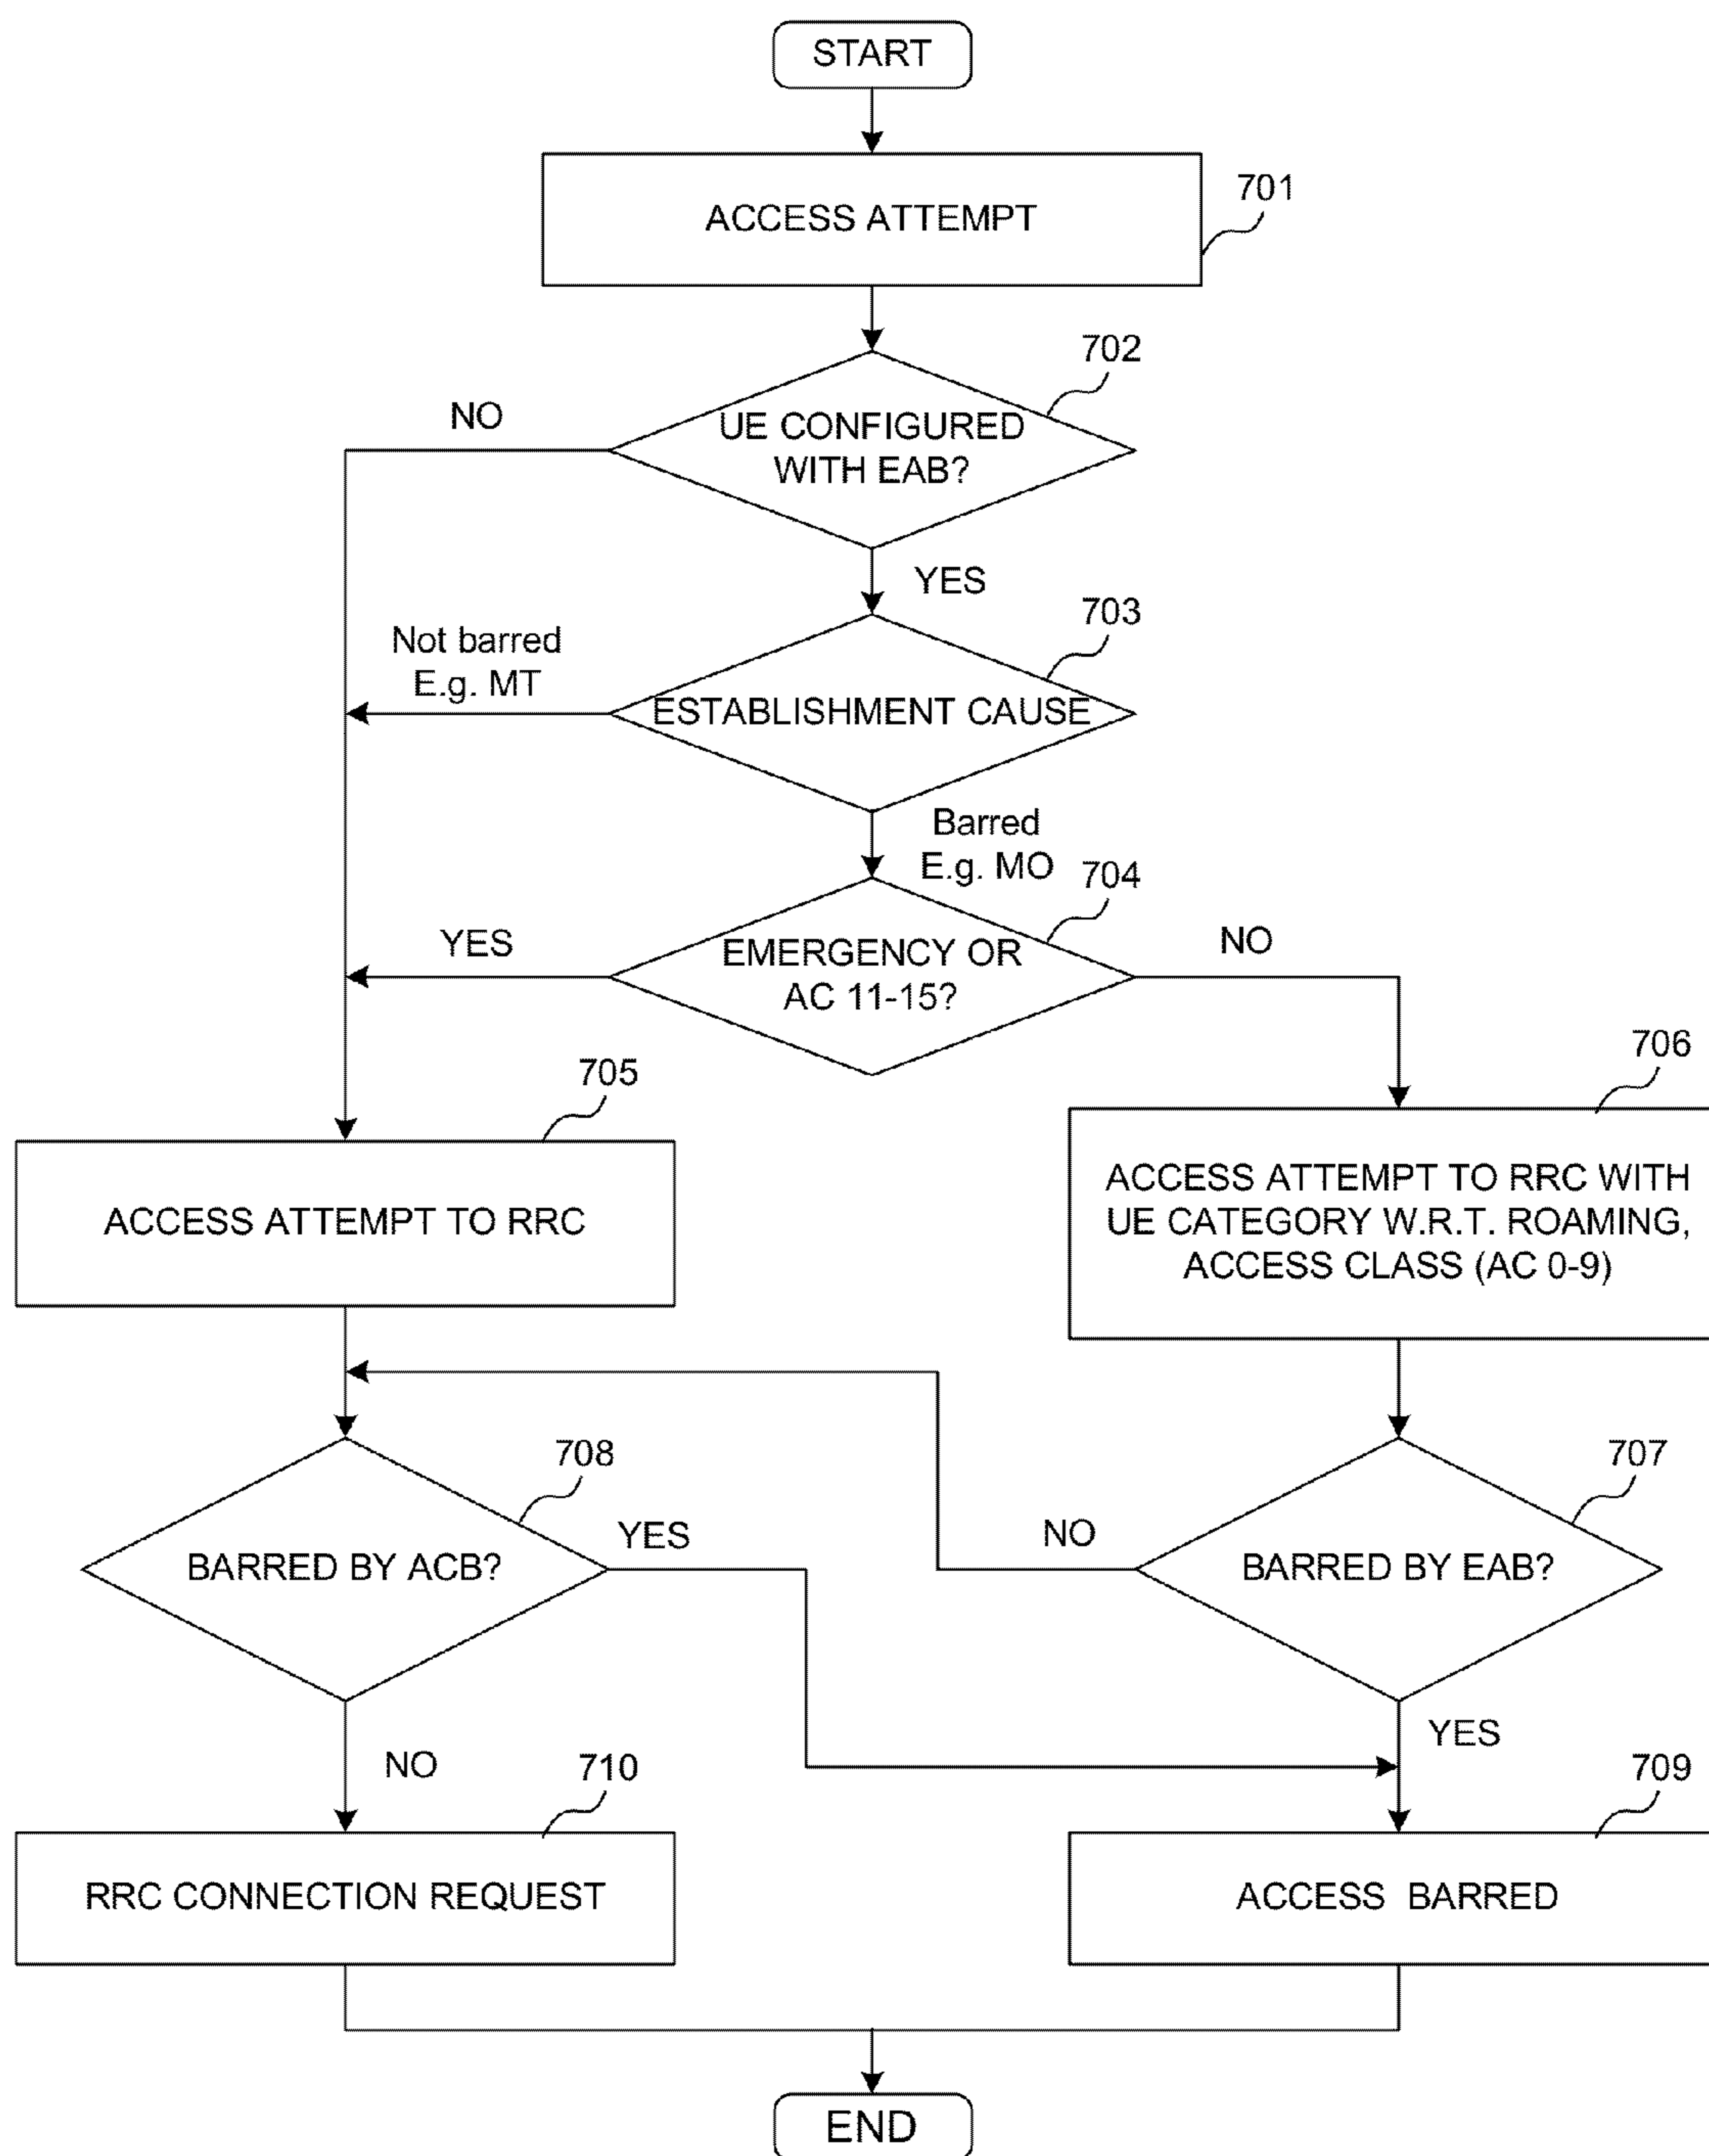 START
ACCESS ATTEMPT
701
702
NO
UE CONFIGURED
WITH EAB?
YES
703
Not barred
E.g. MT
ESTABLISHMENT CAUSE
Barred
E.g. MO
704
YES
EMERGENCY OR
AC 11-15?
NO
705
706
ACCESS ATTEMPT TO RRC
ACCESS ATTEMPT TO RRC WITH
UE CATEGORY W.R.T. ROAMING,
ACCESS CLASS (AC 0-9)
708
707
BARRED BY ACB?
YES
NO
BARRED BY EAB?
NO
YES
710
709
RRC CONNECTION REQUEST
ACCESS BARRED
END